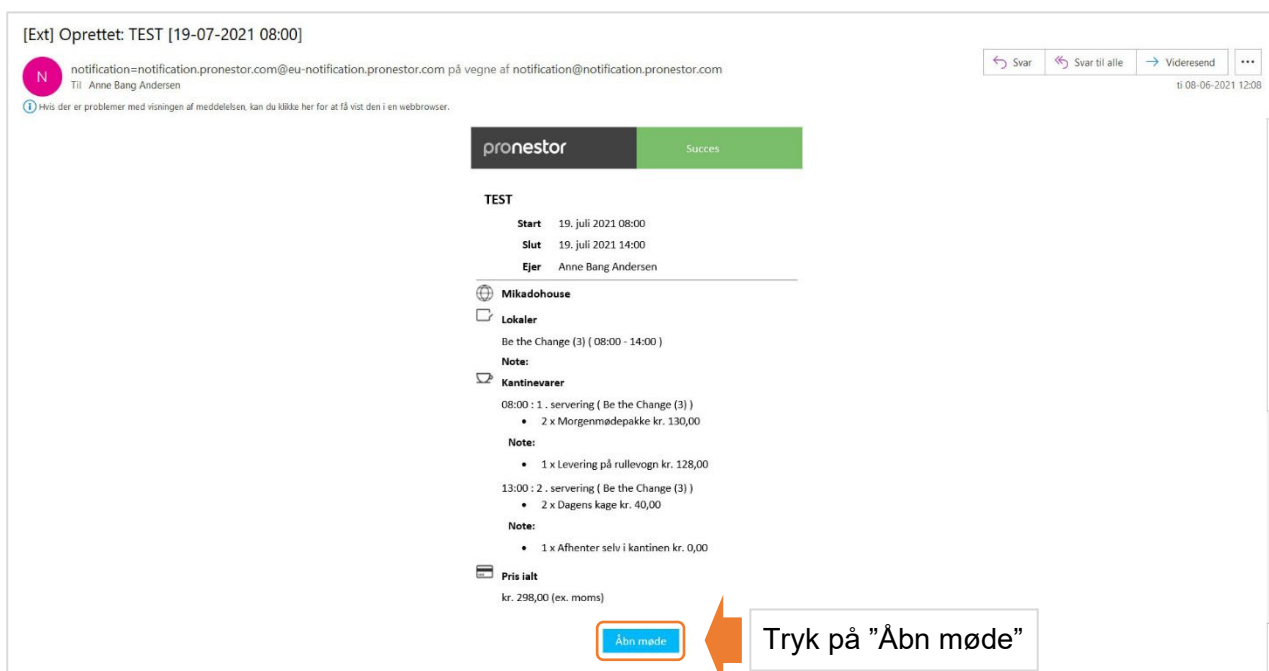 [Ext] Oprettet: TEST [19-07-2021 08:00]
N
notification=notification.pronestor.com@eu-notification.pronestor.com på vegne af notification@notification.pronestor.com
Til Anne Bang Andersen
Svar
Svar til alle
Videresend
ti 08-06-2021 12:08
Hvis der er problemer med visningen af meddelelsen, kan du klikke her for at få vist den i en webbrowser.
pronestor
Succes
TEST
Start 19. juli 2021 08:00
Slut 19. juli 2021 14:00
Ejer Anne Bang Andersen
Mikadohouse
Lokaler
Be the Change (3) ( 08:00 - 14:00 )
Note:
Kantinevarer
08:00 : 1 . servering ( Be the Change (3) )
• 2 x Morgenmødepakke kr. 130,00
Note:
• 1 x Levering på rullevogn kr. 128,00
13:00 : 2 . servering ( Be the Change (3) )
• 2 x Dagens kage kr. 40,00
Note:
• 1 x Afhenter selv i kantinen kr. 0,00
Pris ialt
kr. 298,00 (ex. moms)
Åbn møde
Tryk på ”Åbn møde”